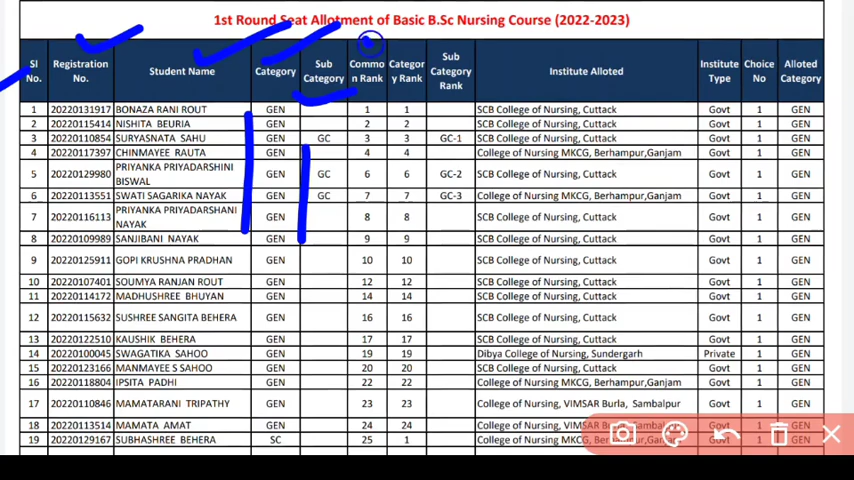 1st Round Seat Allotment of Basic B.Sc Nursing Course (2022-2023)
Sl No. Registration No. Student Name Category Sub Category Common Rank Category Rank Sub Category Rank Institute Alloted Institute Type Choice No Alloted Category
1 20220131917 BONAZA RANI ROUT GEN 1 1 SCB College of Nursing, Cuttack Govt 1 GEN
2 20220115414 NISHITA BEURIA GEN 2 2 SCB College of Nursing, Cuttack Govt 1 GEN
3 20220110854 SURYASNATA SAHU GEN GC 3 3 GC-1 SCB College of Nursing, Cuttack Govt 1 GEN
4 20220117397 CHINMAYEE RAUTA GEN 4 4 College of Nursing MKCG, Berhampur,Ganjam Govt 1 GEN
5 20220129980 PRIYANKA PRIYADARSHINI BISWAL GEN GC 6 6 GC-2 SCB College of Nursing, Cuttack Govt 1 GEN
6 20220113551 SWATI SAGARIKA NAYAK GEN GC 7 7 GC-3 College of Nursing MKCG, Berhampur,Ganjam Govt 1 GEN
7 20220116113 PRIYANKA PRIYADARSHANI NAYAK GEN 8 8 SCB College of Nursing, Cuttack Govt 1 GEN
8 20220109989 SANJIBANI NAYAK GEN 9 9 SCB College of Nursing, Cuttack Govt 1 GEN
9 20220125911 GOPI KRUSHNA PRADHAN GEN 10 10 SCB College of Nursing, Cuttack Govt 1 GEN
10 20220107401 SOUMYA RANJAN ROUT GEN 12 12 SCB College of Nursing, Cuttack Govt 1 GEN
11 20220114172 MADHUSHREE BHUYAN GEN 14 14 SCB College of Nursing, Cuttack Govt 1 GEN
12 20220115632 SUSHREE SANGITA BEHERA GEN 16 16 SCB College of Nursing, Cuttack Govt 1 GEN
13 20220122510 KAUSHIK BEHERA GEN 17 17 SCB College of Nursing, Cuttack Govt 1 GEN
14 20220100045 SWAGATIKA SAHOO GEN 19 19 Dibya College of Nursing, Sundergarh Private 1 GEN
15 20220123166 MANMAYEE S SAHOO GEN 20 20 SCB College of Nursing, Cuttack Govt 1 GEN
16 20220118804 IPSITA PADHI GEN 22 22 College of Nursing MKCG, Berhampur,Ganjam Govt 1 GEN
17 20220110846 MAMATARANI TRIPATHY GEN 23 23 College of Nursing, VIMSAR Burla, Sambalpur Govt 1 GEN
18 20220113514 MAMATA AMAT GEN 24 24 College of Nursing, VIMSAR Burla, Sambalpur Govt 1 GEN
19 20220129167 SUBHASHREE BEHERA SC 25 1 College of Nursing MKCG, Berhampur,Ganjam Govt 1 GEN